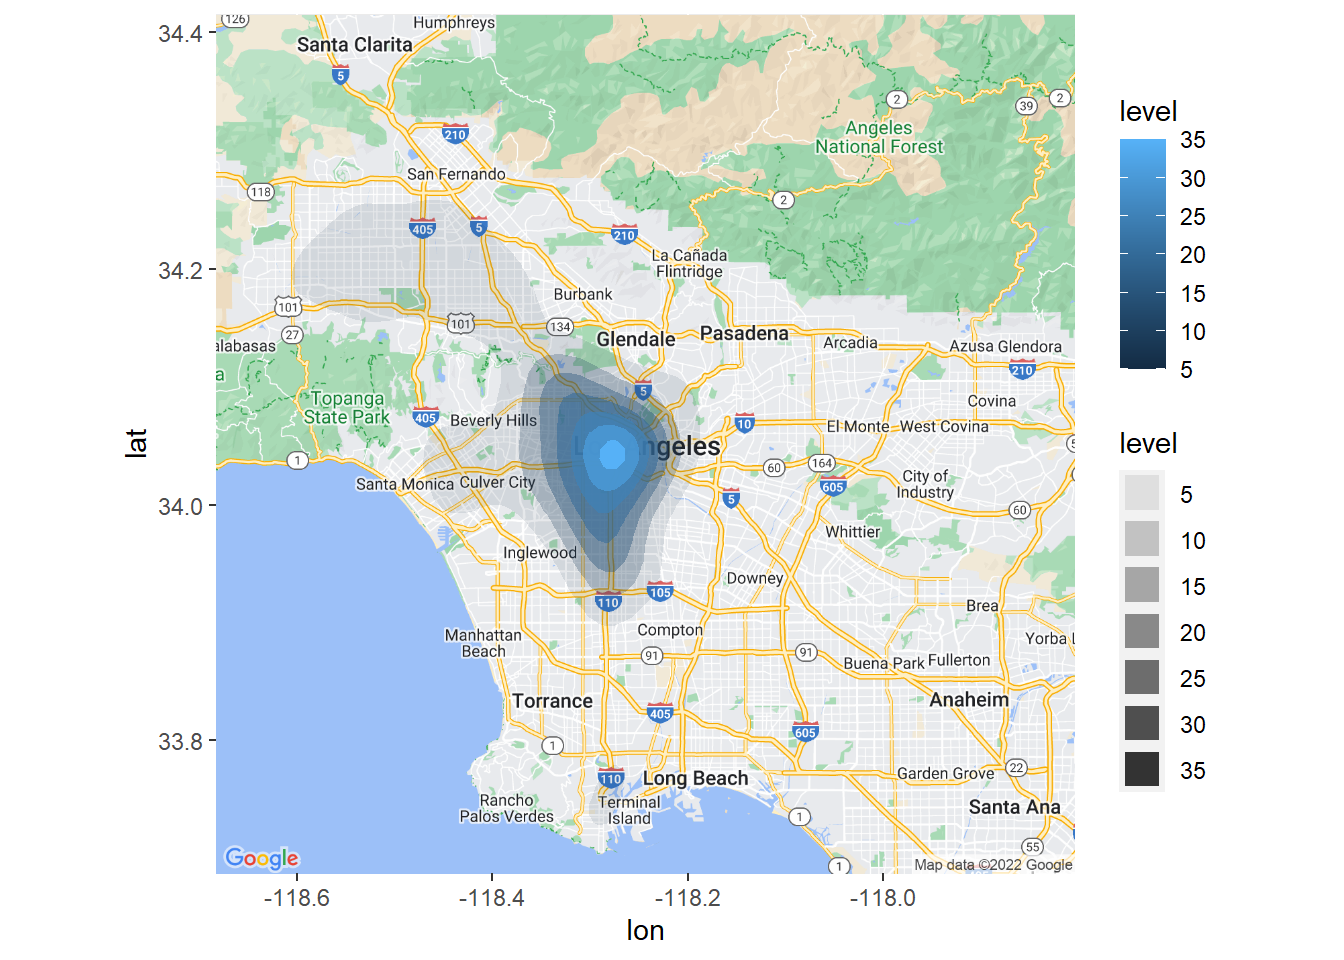 34.4
34.2
34.0
33.8
lat
-118.6
-118.4
-118.2
-118.0
lon
126
Humphreys
Santa Clarita
5
210
San Fernando
118
2
39
2
Angeles
National Forest
2
405
5
210
La Cañada
Flintridge
Burbank
101
101
134
27
alabasas
Glendale
Pasadena
Arcadia
Azusa
Glendora
210
a
Topanga
State Park
5
Covina
405
Beverly Hills
10
El Monte
West Covina
ngeles
1
60
164
5
Santa Monica
Culver City
605
City of
Industry
5
60
Whittier
Inglewood
Downey
110
105
Brea
Compton
Manhattan
Beach
91
91
Yorba L
Buena Park
Fullerton
Torrance
405
Anaheim
605
1
110
Long Beach
22
Garden Grove
Rancho
Palos Verdes
Terminal
Island
1
Santa Ana
55
1
Google
Map data ©2022 Google
level
35
30
25
20
15
10
5
level
5
10
15
20
25
30
35